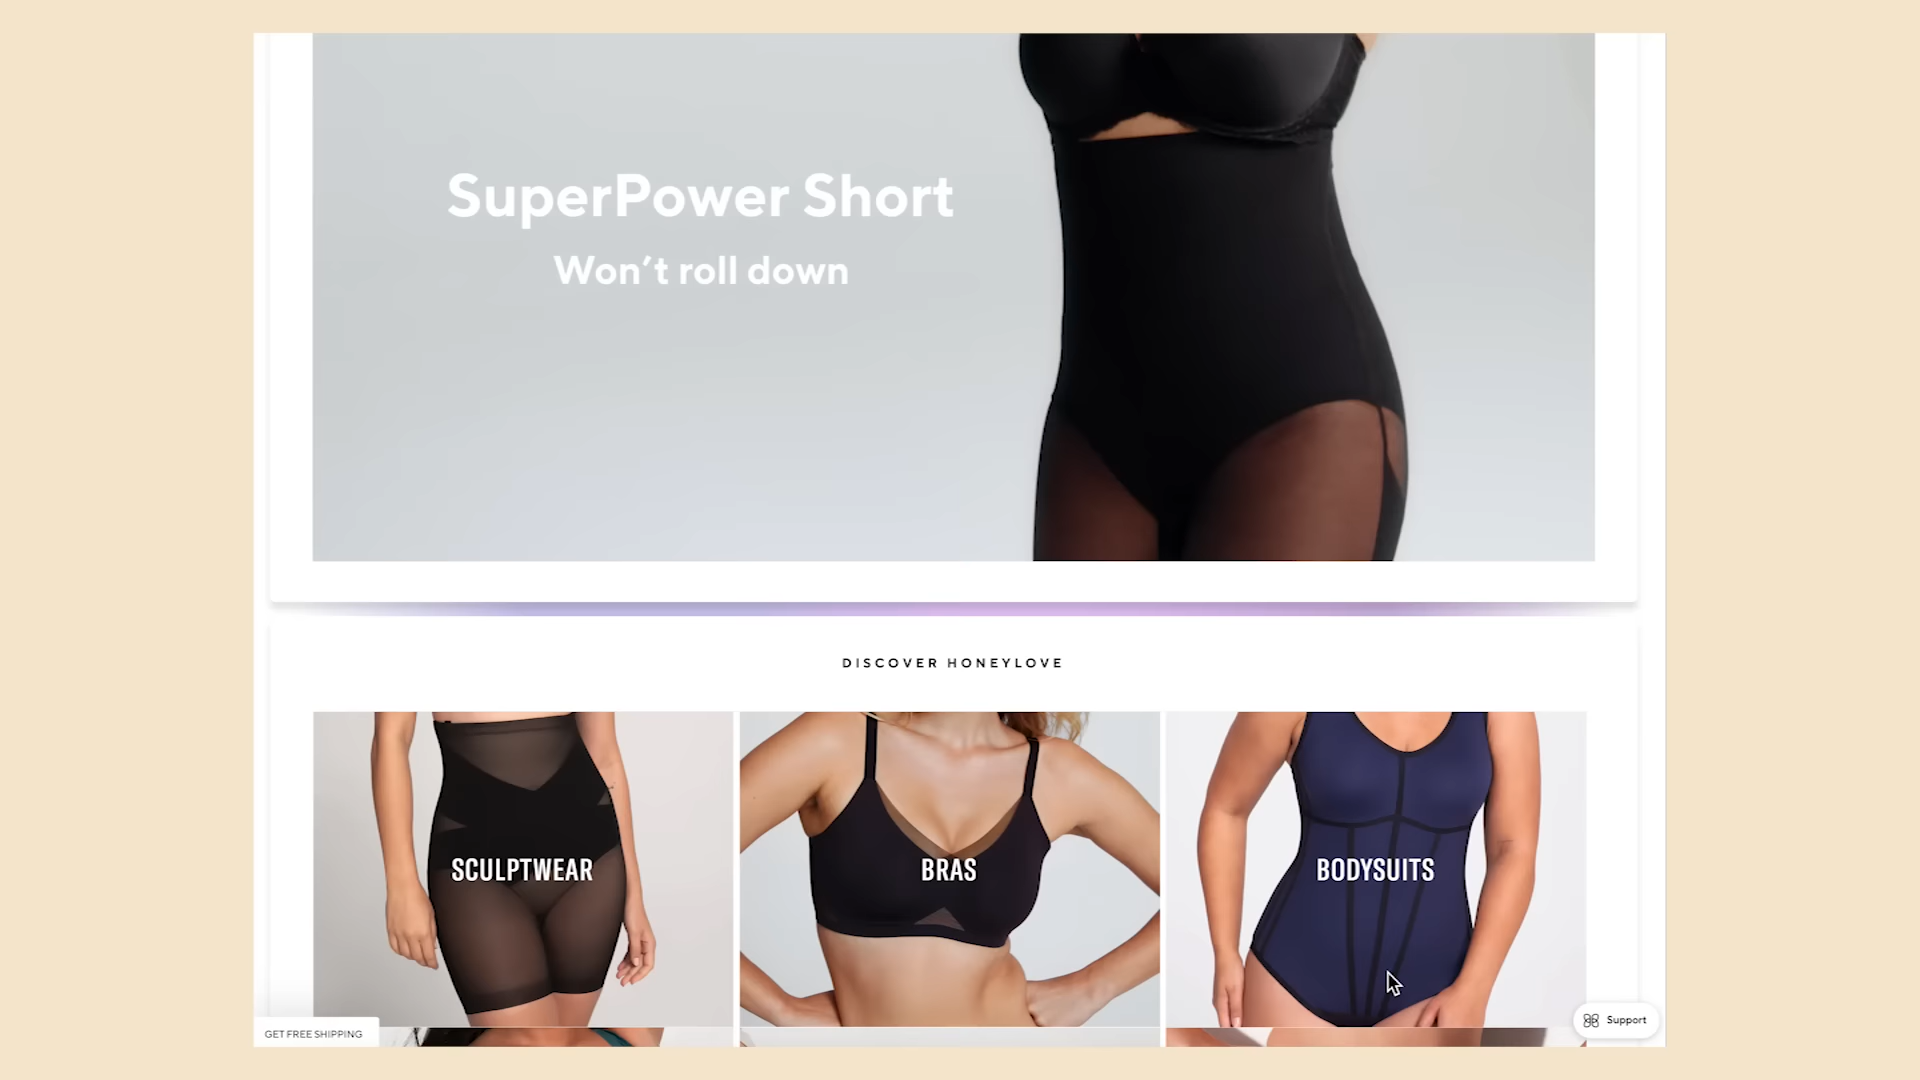 SuperPower Short
Won’t roll down
DISCOVER HONEYLOVE
SCULPTWEAR
BRAS
BODYSUITS
GET FREE SHIPPING
Support